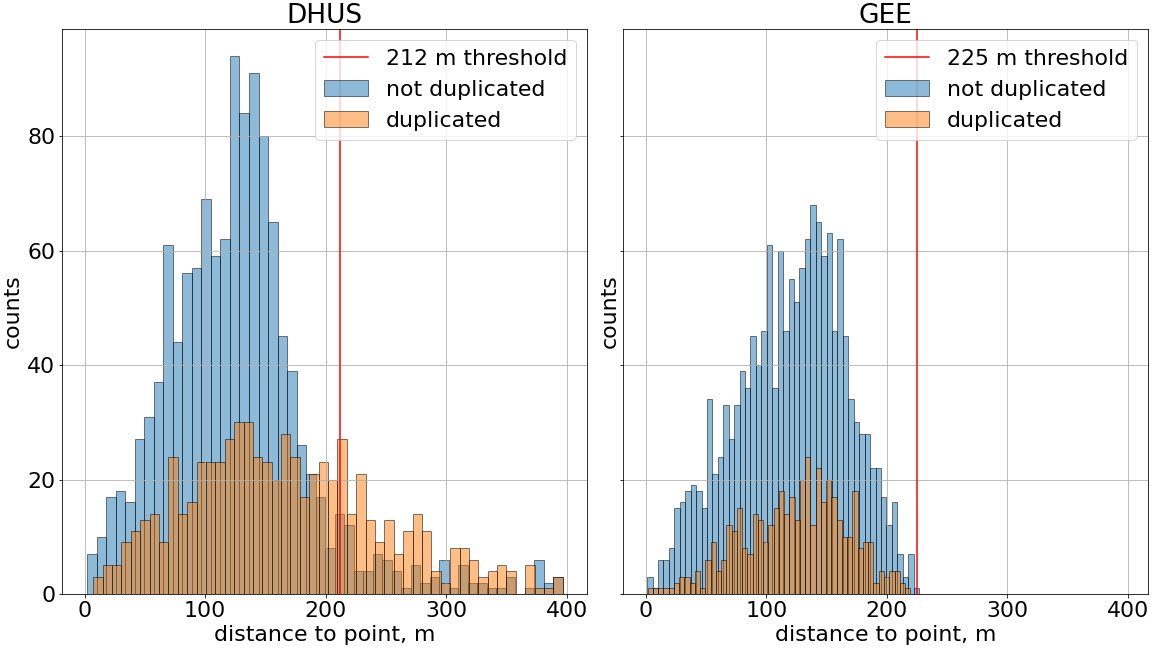 DHUS
212 m threshold
not duplicated
duplicated
80
60
40
20
0
counts
0 100 200 300 400
distance to point, m
GEE
225 m threshold
not duplicated
duplicated
counts
0 100 200 300 400
distance to point, m